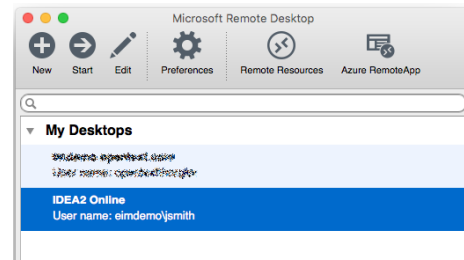 Microsoft Remote Desktop
New Start Edit Preferences Remote Resources Azure RemoteApp
My Desktops
IDEA2 Online
User name: eimdemo\jsmith